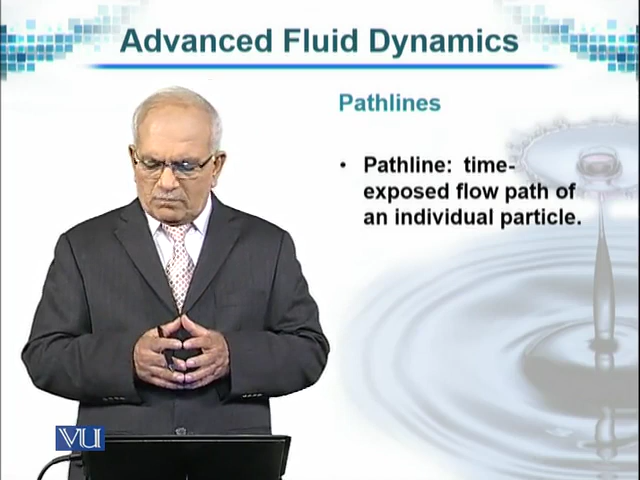 Advanced Fluid Dynamics
Pathlines
• Pathline: time-
exposed flow path of
an individual particle.
VU